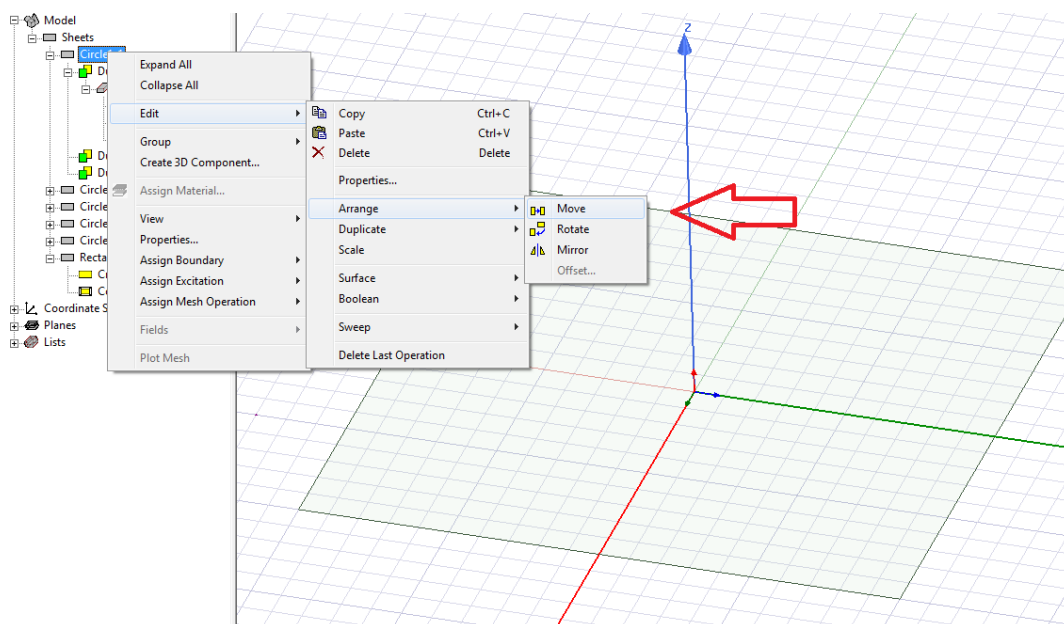 Model
Sheets
Circle
Expand All
Collapse All
Edit
Group
Create 3D Component...
Assign Material...
View
Properties...
Assign Boundary
Assign Excitation
Assign Mesh Operation
Fields
Plot Mesh
Copy Ctrl+C
Paste Ctrl+V
Delete Delete
Properties...
Arrange
Duplicate
Scale
Surface
Boolean
Sweep
Delete Last Operation
Move
Rotate
Mirror
Offset...
Circle
Circle
Circle
Circle
Recta
Coordinate S
Planes
Lists
Z